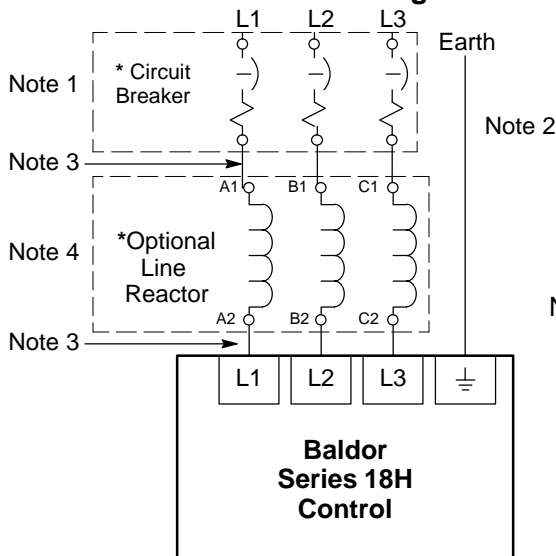 L1 L2 L3
Earth
Note 1
* Circuit
Breaker
Note 2
Note 3
A1 B1 C1
Note 4
*Optional
Line
Reactor
A2 B2 C2
Note 3
L1 L2 L3
Baldor
Series 18H
Control